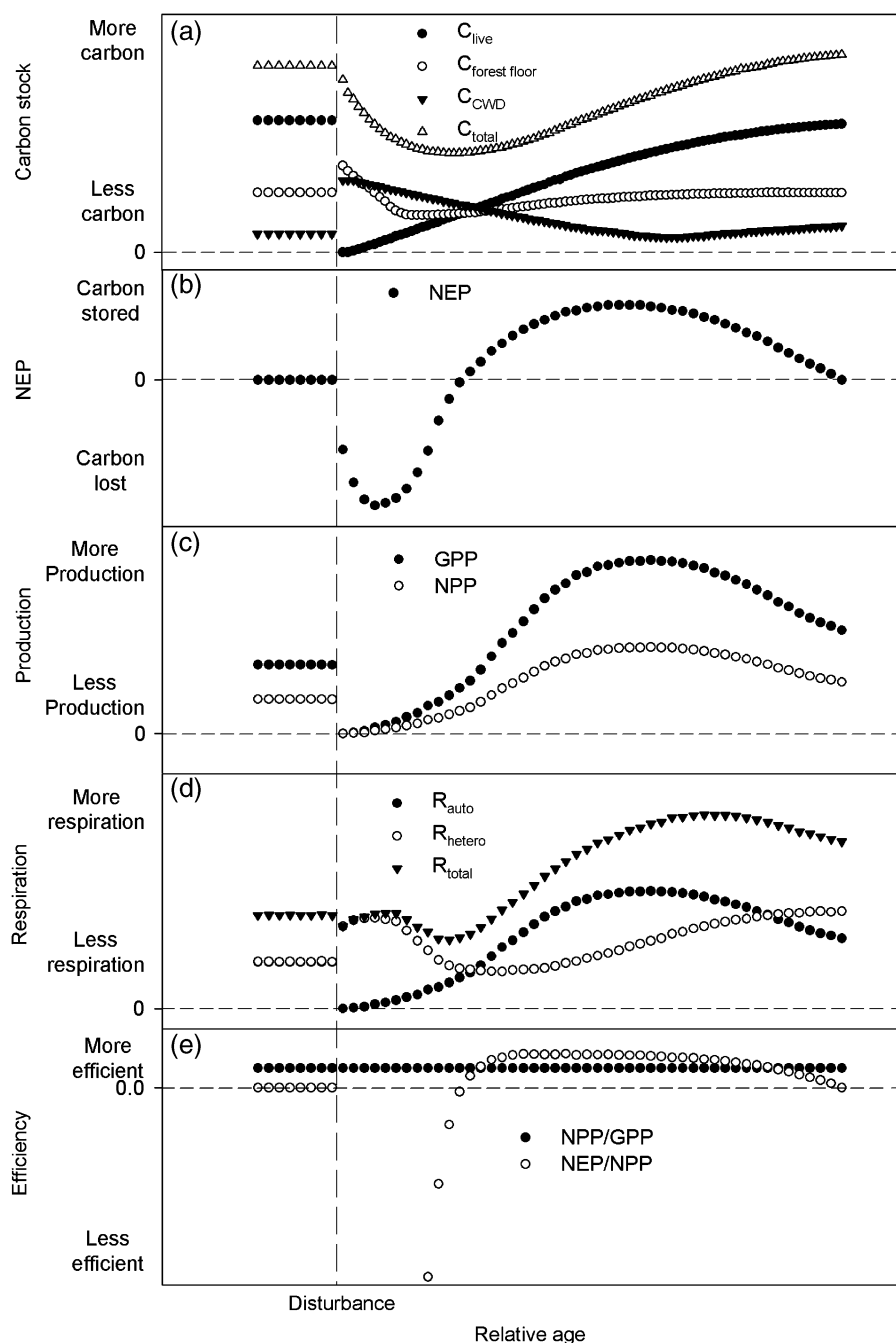 (a)
More
carbon
Carbon stock
Less
carbon
0
C_live
C_forest floor
C_CWD
C_total
(b)
Carbon
stored
NEP
0
NEP
Carbon
lost
(c)
More
Production
GPP
NPP
Production
Less
Production
0
(d)
More
respiration
R_auto
R_hetero
R_total
Respiration
Less
respiration
0
(e)
More
efficient
0.0
Efficiency
NPP/GPP
NEP/NPP
Less
efficient
Disturbance
Relative age